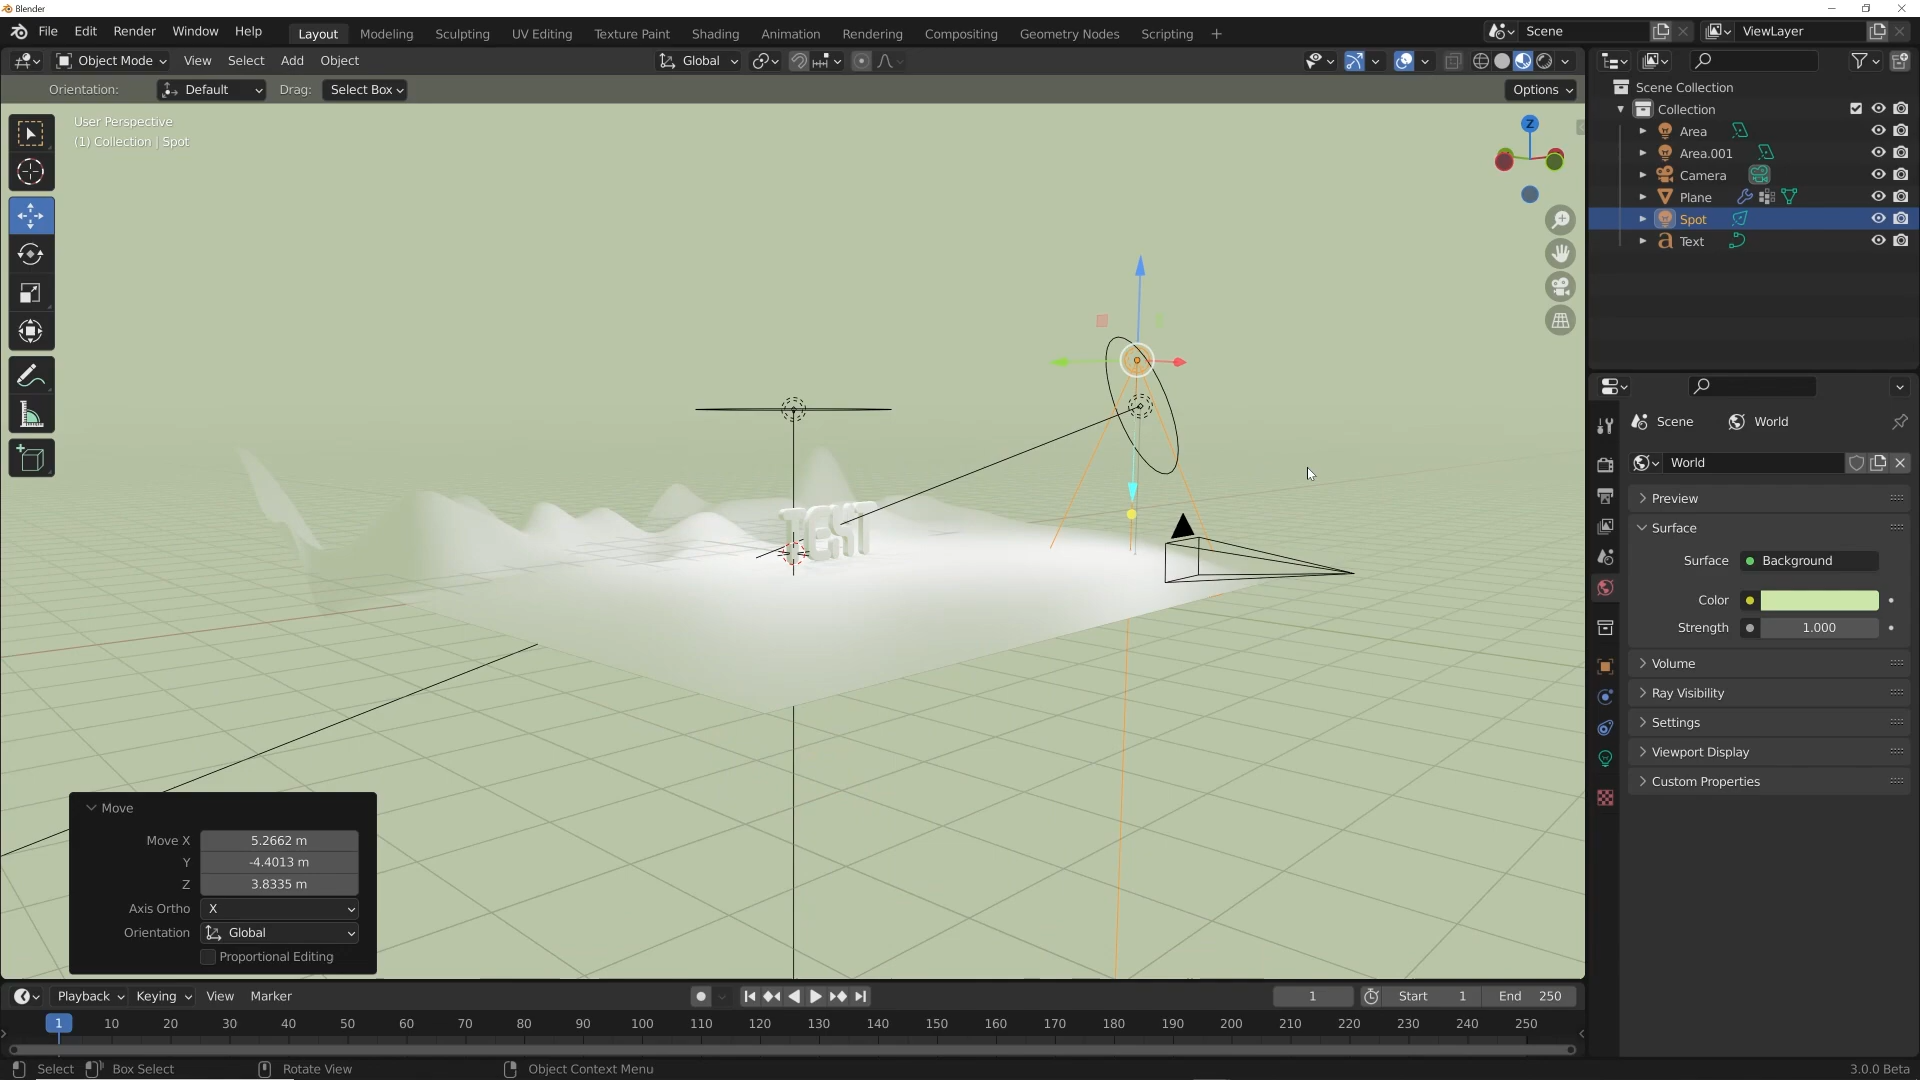 Blender
File Edit Render Window Help
Layout Modeling Sculpting UV Editing Texture Paint Shading Animation Rendering Compositing Geometry Nodes Scripting +
Scene
ViewLayer
Object Mode View Select Add Object
Global
Orientation: Default Drag: Select Box
Options
User Perspective
(1) Collection | Spot
Z
TEST
Scene Collection
Collection
Area
Area.001
Camera
Plane
Spot
Text
Scene World
World
Preview
Surface
Surface Background
Color
Strength 1.000
Volume
Ray Visibility
Settings
Viewport Display
Custom Properties
Move
Move X 5.2662 m
Y -4.4013 m
Z 3.8335 m
Axis Ortho X
Orientation Global
Proportional Editing
Playback Keying View Marker
1 Start 1 End 250
1 10 20 30 40 50 60 70 80 90 100 110 120 130 140 150 160 170 180 190 200 210 220 230 240 250
Select Box Select Rotate View Object Context Menu
3.0.0 Beta